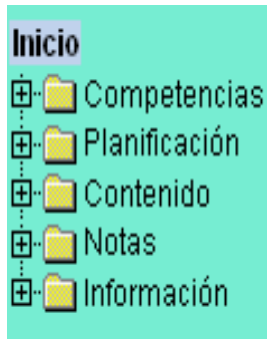 Inicio
Competencias
Planificación
Contenido
Notas
Información